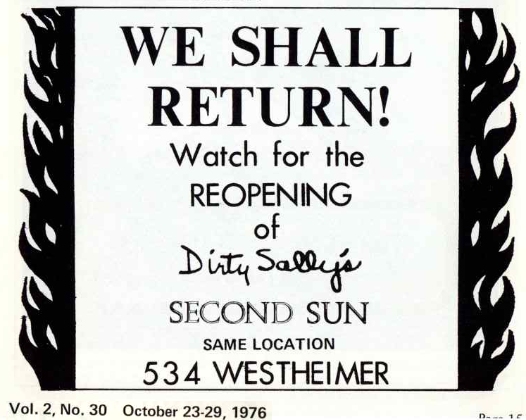 WE SHALL
RETURN!
Watch for the
REOPENING
of
Dirty Sally's
SECOND SUN
SAME LOCATION
534 WESTHEIMER
Vol. 2, No. 30 October 23-29, 1976